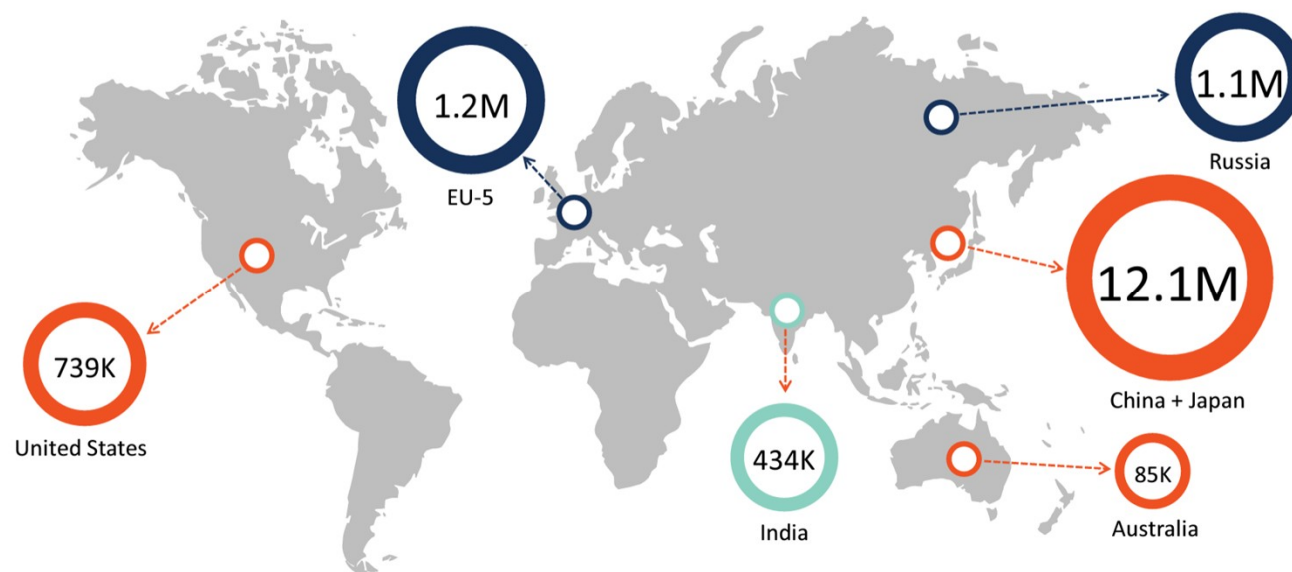 1.2M
EU-5
1.1M
Russia
12.1M
China + Japan
739K
United States
434K
India
85K
Australia